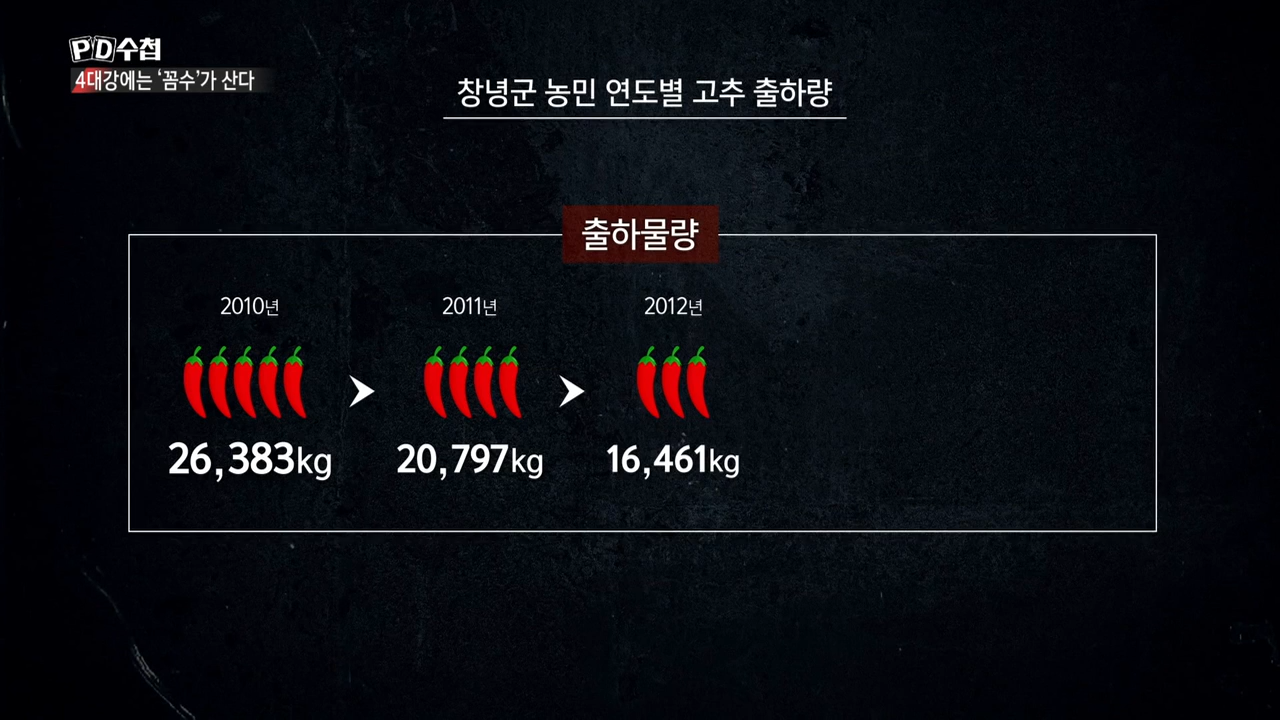 PD수첩
4대강에는 ‘꼼수’가 산다
창녕군 농민 연도별 고추 출하량
출하물량
2010년 2011년 2012년
26,383kg 20,797kg 16,461kg